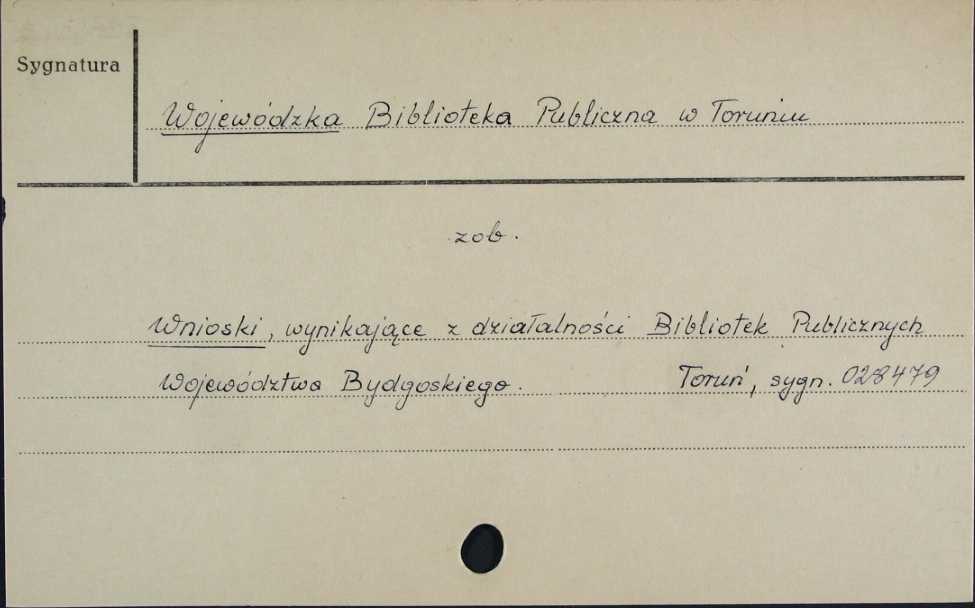 Sygnatura
Wojewódzka Biblioteka Publiczna w Toruniu
zob.
Wnioski, wynikające z działalności Bibliotek Publicznych
Województwa Bydgoskiego. Toruń, sygn. 028479